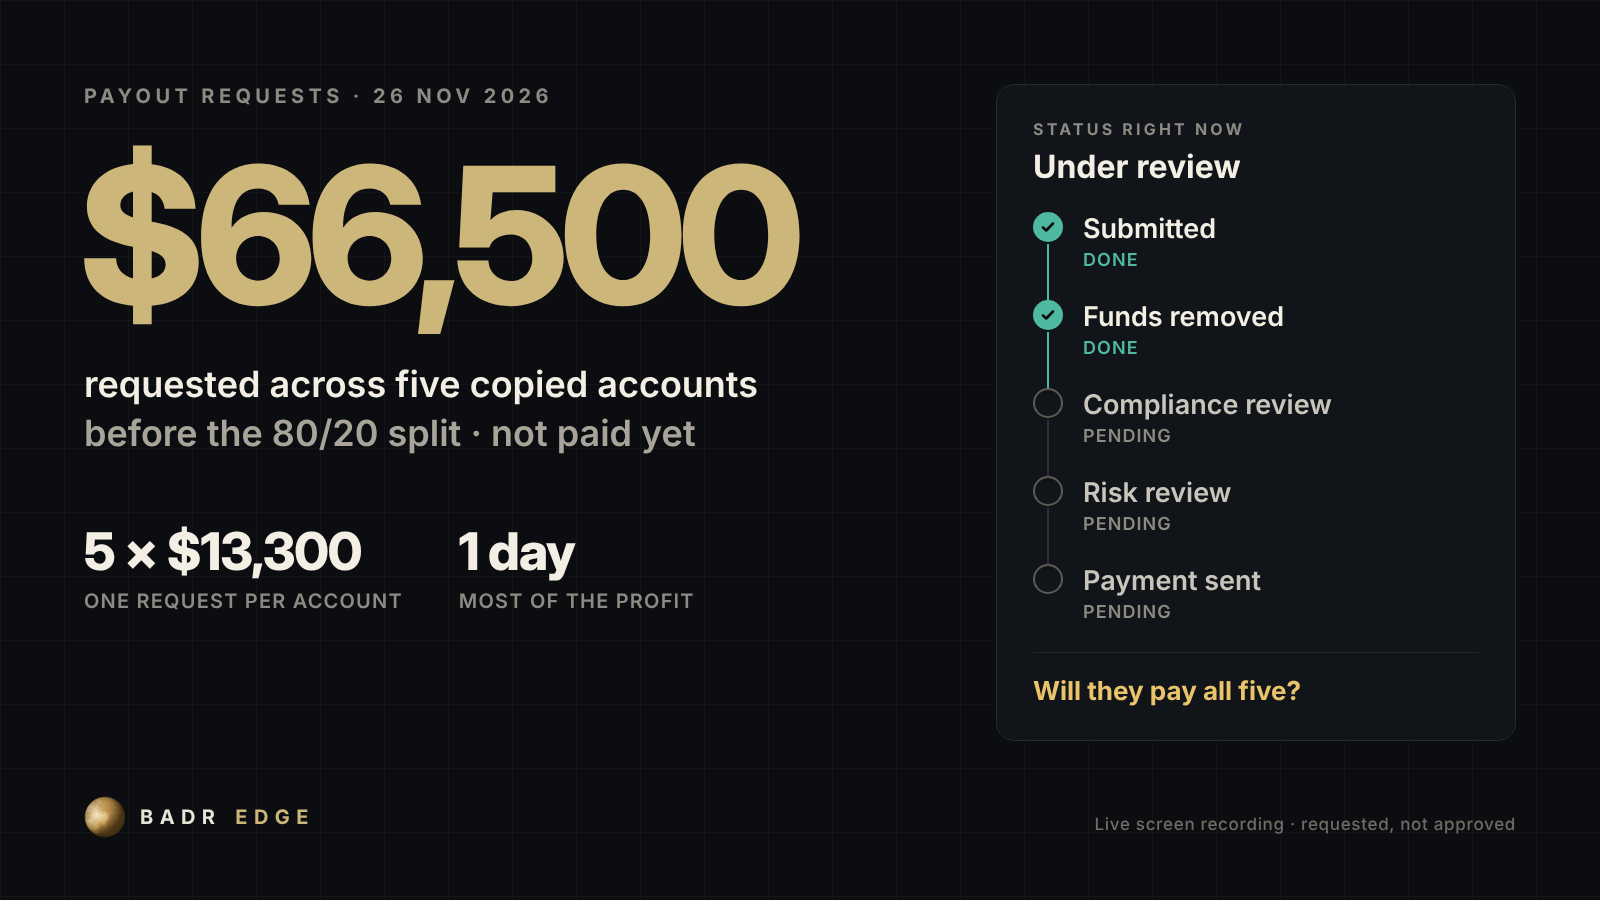 PAYOUT REQUESTS · 26 NOV 2026
$66,500
requested across five copied accounts
before the 80/20 split · not paid yet
5 × $13,300
ONE REQUEST PER ACCOUNT
1 day
MOST OF THE PROFIT
STATUS RIGHT NOW
Under review
Submitted
DONE
Funds removed
DONE
Compliance review
PENDING
Risk review
PENDING
Payment sent
PENDING
Will they pay all five?
BADR EDGE
Live screen recording · requested, not approved